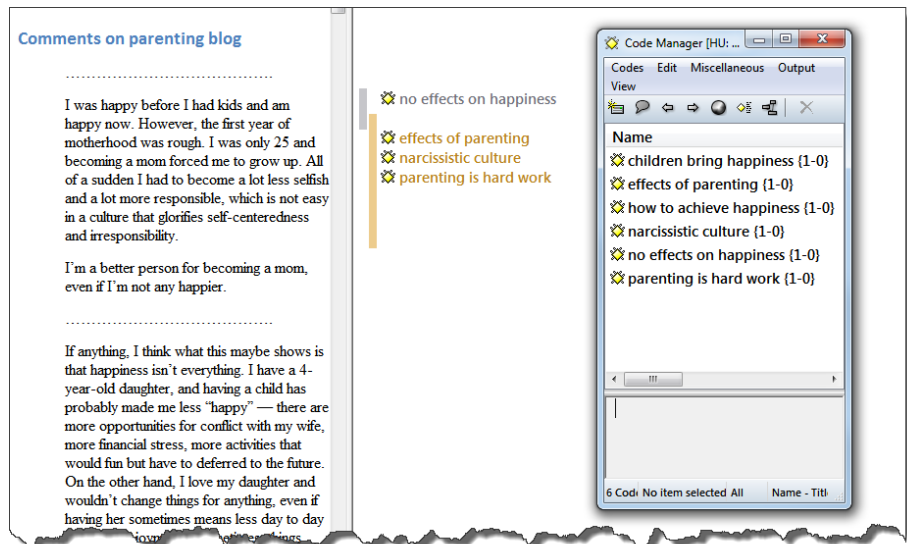 Comments on parenting blog
......................................
I was happy before I had kids and am
happy now. However, the first year of
motherhood was rough. I was only 25 and
becoming a mom forced me to grow up. All
of a sudden I had to become a lot less selfish
and a lot more responsible, which is not easy
in a culture that glorifies self-centeredness
and irresponsibility.
I'm a better person for becoming a mom,
even if I'm not any happier.
......................................
If anything, I think what this maybe shows is
that happiness isn't everything. I have a 4-
year-old daughter, and having a child has
probably made me less “happy” — there are
more opportunities for conflict with my wife,
more financial stress, more activities that
would fun but have to deferred to the future.
On the other hand, I love my daughter and
wouldn't change things for anything, even if
having her sometimes means less day to day
no effects on happiness
effects of parenting
narcissistic culture
parenting is hard work
Code Manager [HU: ...
Codes Edit Miscellaneous Output
View
Name
children bring happiness {1-0}
effects of parenting {1-0}
how to achieve happiness {1-0}
narcissistic culture {1-0}
no effects on happiness {1-0}
parenting is hard work {1-0}
6 Code No item selected All Name - Titl